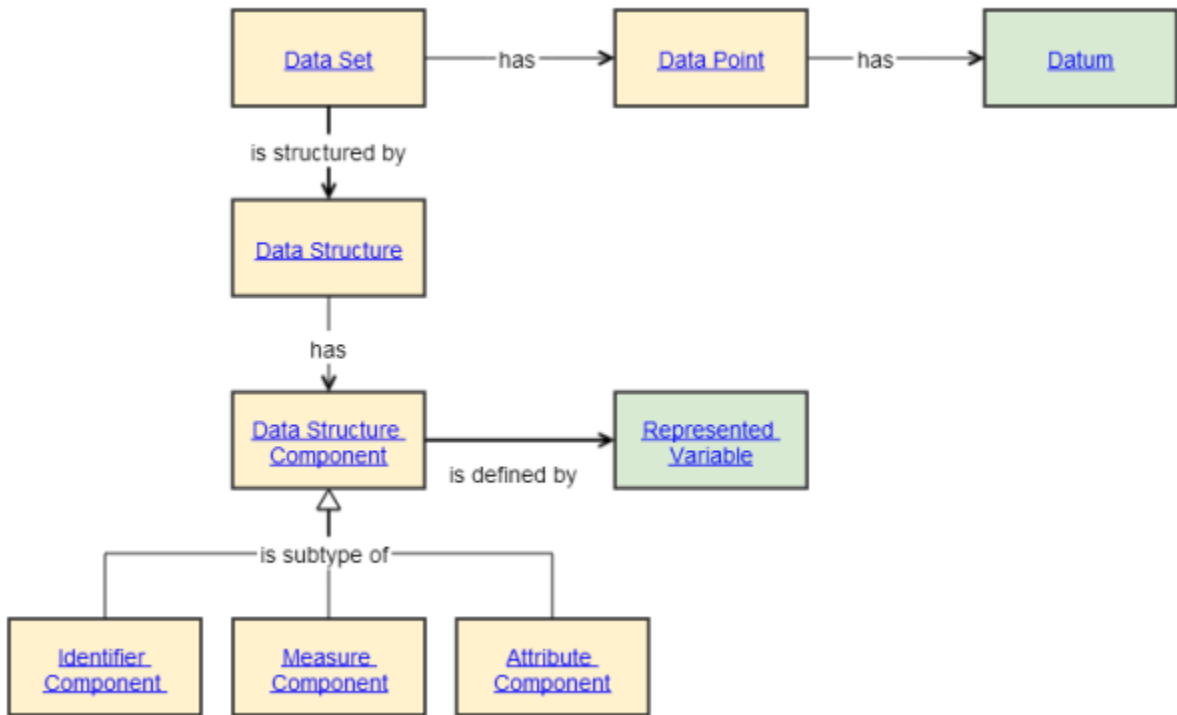 Data Set
has
Data Point
has
Datum
is structured by
Data Structure
has
Data Structure
Component
is defined by
Represented
Variable
is subtype of
Identifier
Component
Measure
Component
Attribute
Component